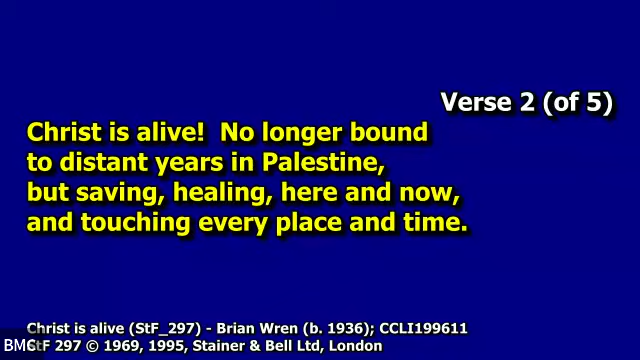 Verse 2 (of 5)
Christ is alive!  No longer bound
to distant years in Palestine,
but saving, healing, here and now,
and touching every place and time.
Christ is alive (StF_297) - Brian Wren (b. 1936); CCLI199611
BMC
StF 297 © 1969, 1995, Stainer & Bell Ltd, London